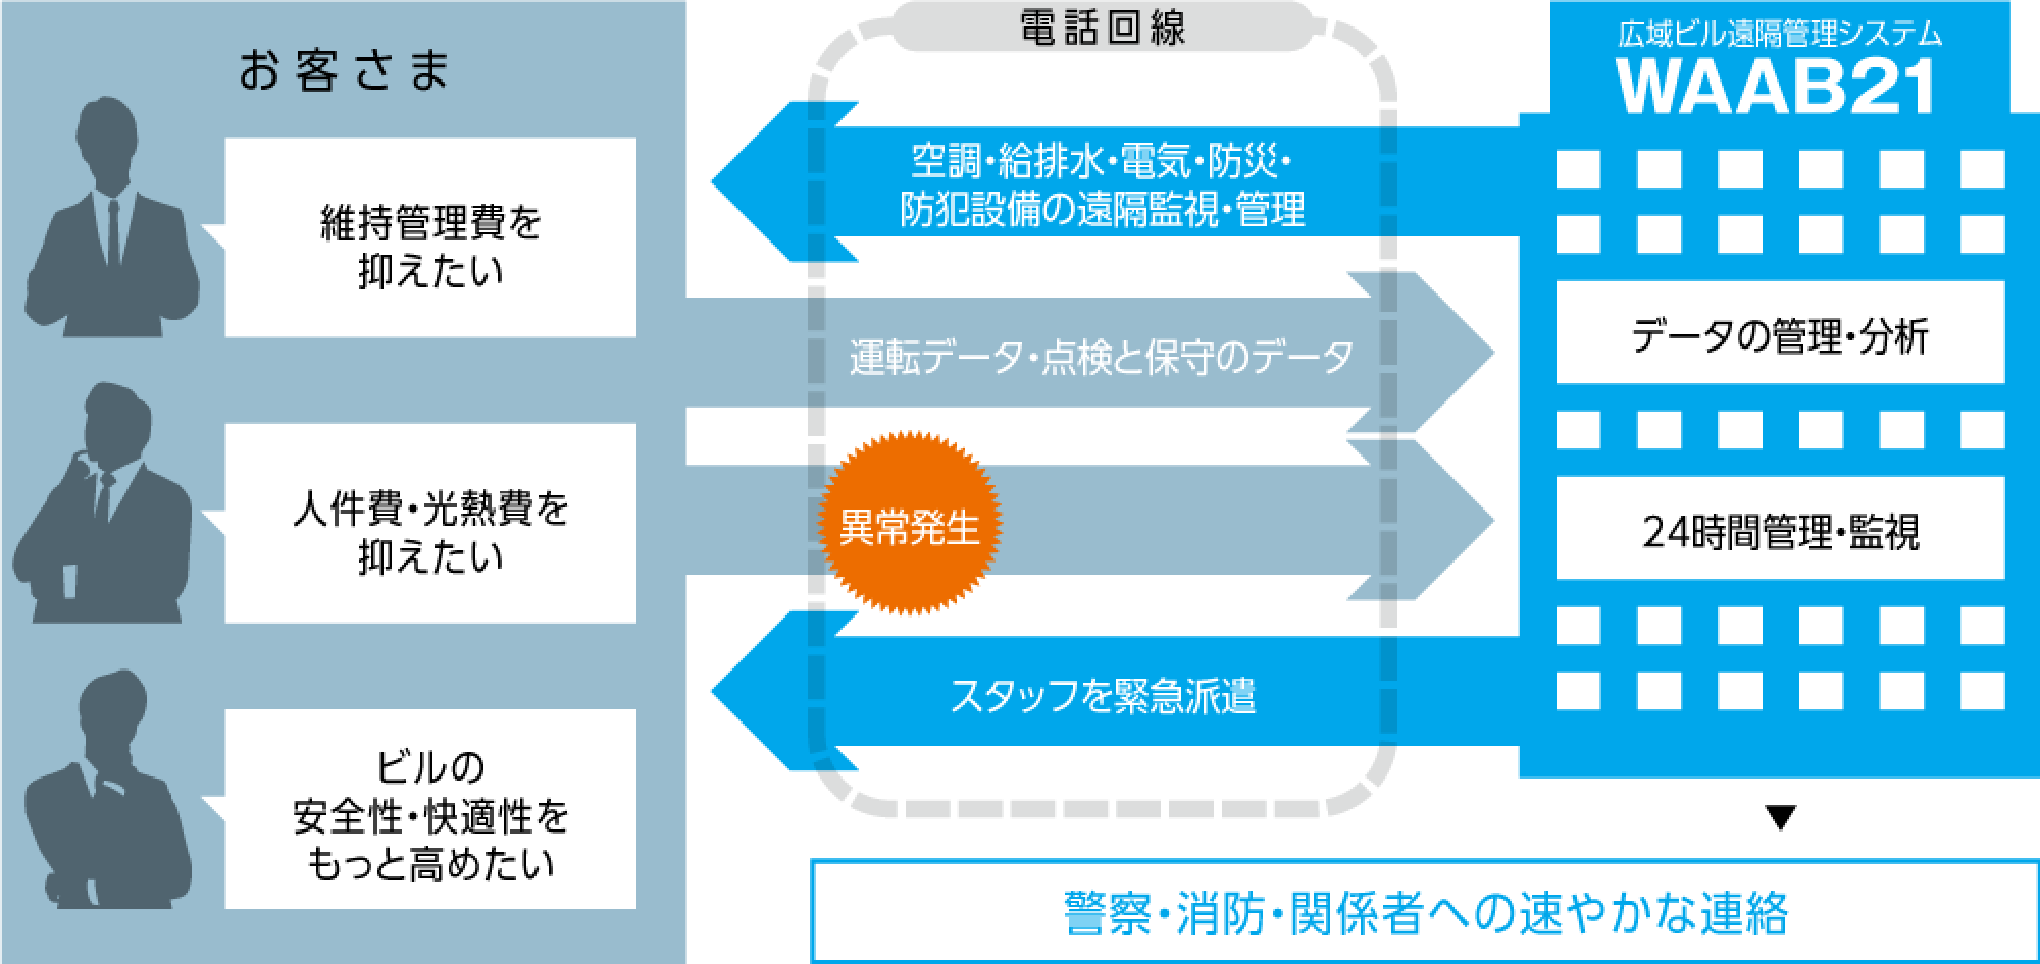 お客さま
維持管理費を
抑えたい
人件費・光熱費を
抑えたい
ビルの
安全性・快適性を
もっと高めたい
電話回線
空調・給排水・電気・防災・
防犯設備の遠隔監視・管理
運転データ・点検と保守のデータ
異常発生
スタッフを緊急派遣
広域ビル遠隔管理システム
WAAB21
データの管理・分析
24時間管理・監視
警察・消防・関係者への速やかな連絡